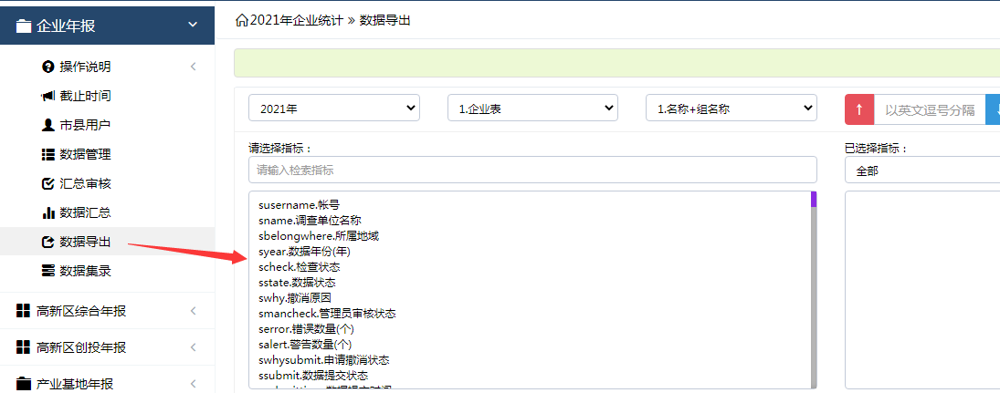 企业年报
2021年企业统计 » 数据导出
操作说明
截止时间
市县用户
数据管理
汇总审核
数据汇总
数据导出
数据集录
高新区综合年报
高新区创投年报
产业基地年报
2021年
1.企业表
1.名称+组名称
以英文逗号分隔
请选择指标：
已选择指标：
请输入检索指标
全部
susername.帐号
sname.调查单位名称
sbelongwhere.所属地域
syear.数据年份(年)
scheck.检查状态
sstate.数据状态
swhy.撤消原因
smancheck.管理员审核状态
serror.错误数量(个)
salert.警告数量(个)
swhysubmit.申请撤消状态
ssubmit.数据提交状态